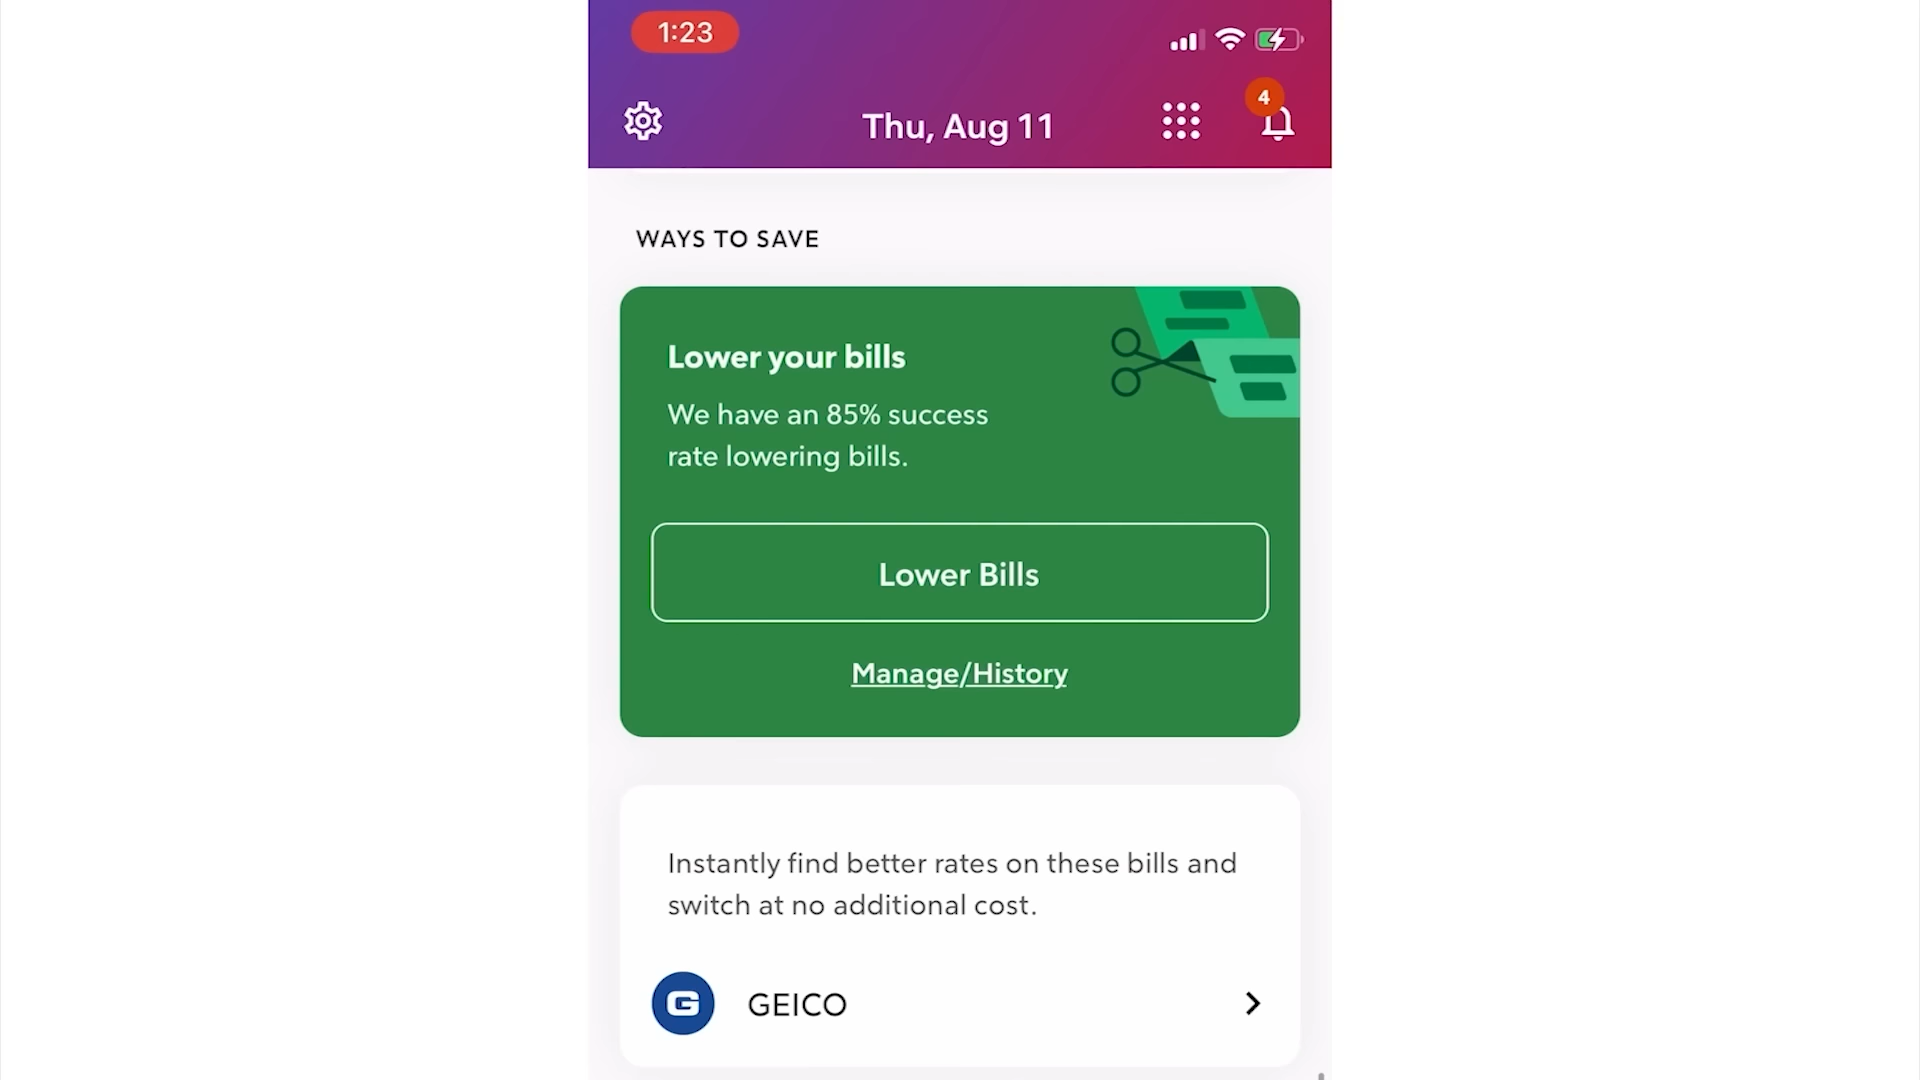 1:23
4
Thu, Aug 11
WAYS TO SAVE
Lower your bills
We have an 85% success
rate lowering bills.
Lower Bills
Manage/History
Instantly find better rates on these bills and
switch at no additional cost.
G GEICO